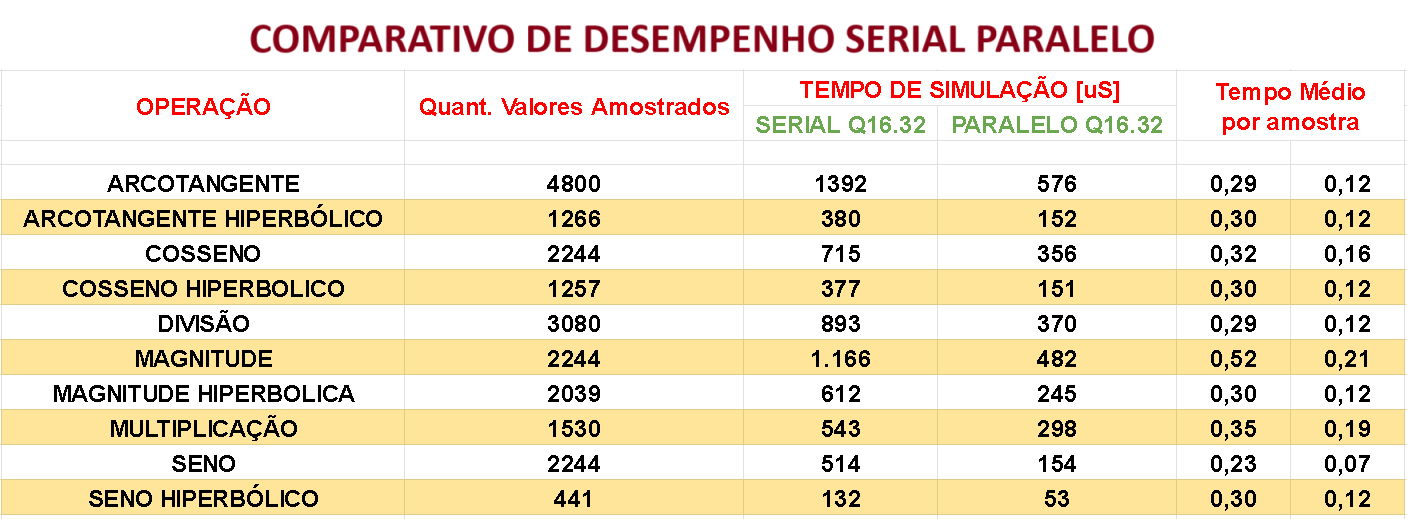 COMPARATIVO DE DESEMPENHO SERIAL PARALELO
OPERAÇÃO Quant. Valores Amostrados TEMPO DE SIMULAÇÃO [uS] Tempo Médio por amostra
SERIAL Q16.32 PARALELO Q16.32
ARCOTANGENTE 4800 1392 576 0,29 0,12
ARCOTANGENTE HIPERBÓLICO 1266 380 152 0,30 0,12
COSSENO 2244 715 356 0,32 0,16
COSSENO HIPERBOLICO 1257 377 151 0,30 0,12
DIVISÃO 3080 893 370 0,29 0,12
MAGNITUDE 2244 1.166 482 0,52 0,21
MAGNITUDE HIPERBOLICA 2039 612 245 0,30 0,12
MULTIPLICAÇÃO 1530 543 298 0,35 0,19
SENO 2244 514 154 0,23 0,07
SENO HIPERBÓLICO 441 132 53 0,30 0,12